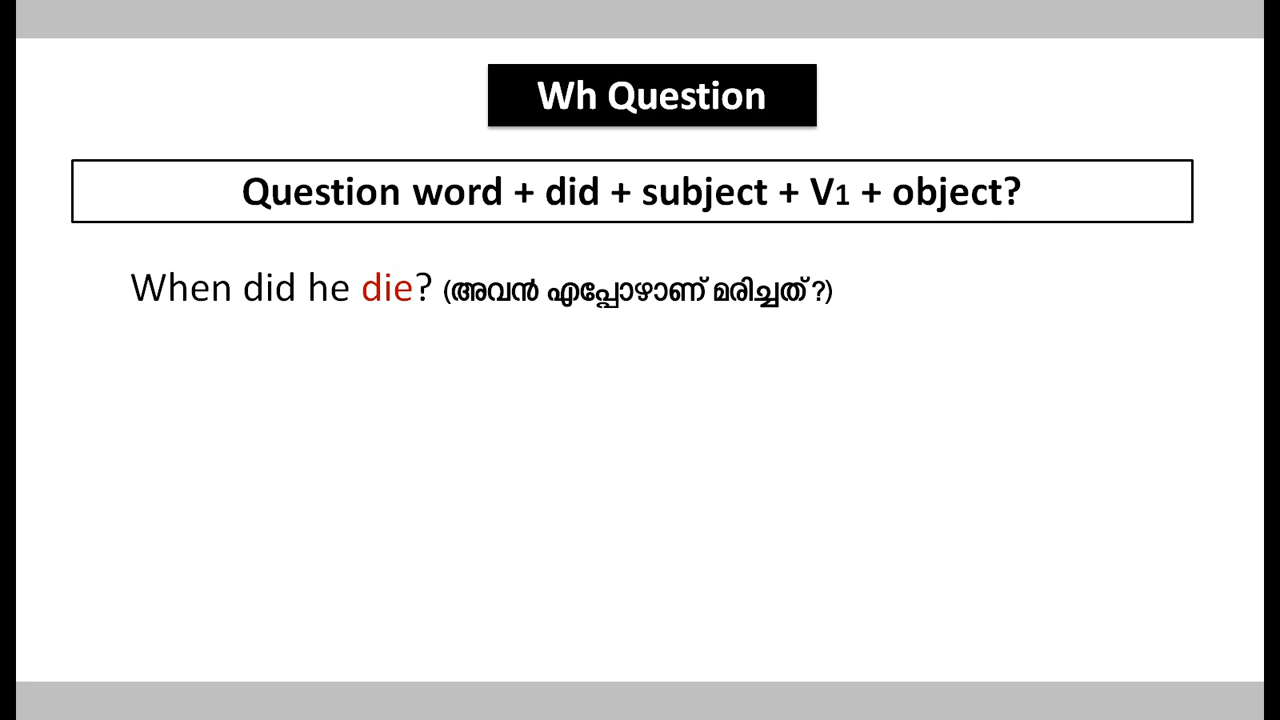 Wh Question
Question word + did + subject + V1 + object?
When did he die? (അവൻ എപ്പോഴാണ് മരിച്ചത്?)